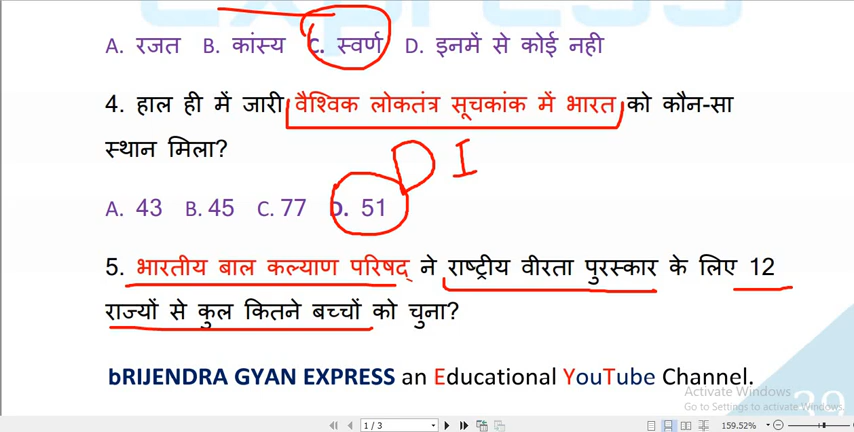 A. रजत B. कांस्य C. स्वर्ण D. इनमें से कोई नही
4. हाल ही में जारी वैश्विक लोकतंत्र सूचकांक में भारत को कौन-सा
स्थान मिला?
D I
A. 43 B. 45 C. 77 D. 51
5. भारतीय बाल कल्याण परिषद् ने राष्ट्रीय वीरता पुरस्कार के लिए 12
राज्यों से कुल कितने बच्चों को चुना?
bRIJENDRA GYAN EXPRESS an Educational YouTube Channel.
Activate Windows
Go to Settings to activate Windows.
39
1 / 3
159.52%